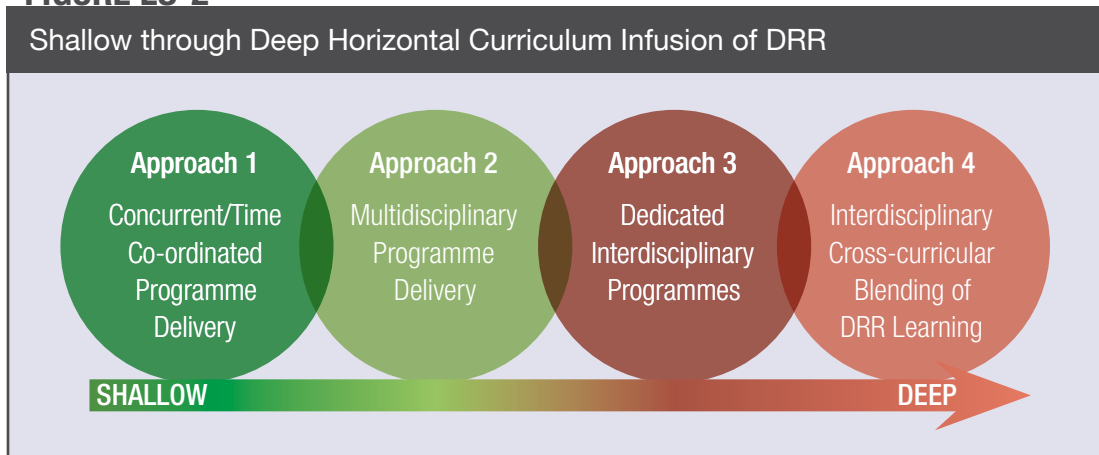 Shallow through Deep Horizontal Curriculum Infusion of DRR
Approach 1
Concurrent/Time
Co-ordinated
Programme
Delivery
Approach 2
Multidisciplinary
Programme
Delivery
Approach 3
Dedicated
Interdisciplinary
Programmes
Approach 4
Interdisciplinary
Cross-curricular
Blending of
DRR Learning
SHALLOW
DEEP